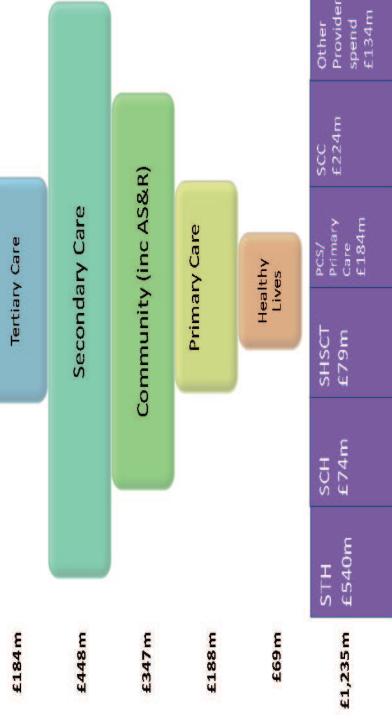 £184m
Tertiary Care
£448m
Secondary Care
£347m
Community (inc AS&R)
£188m
Primary Care
£69m
Healthy
Lives
£1,235m
STH
£540m
SCH
£74m
SHSCT
£79m
PCS/
Primary
Care
£184m
SCC
£224m
Other
Provider
spend
£134m